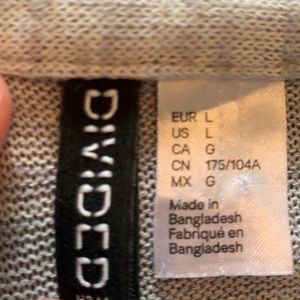 DIVIDED
EUR L
US L
CA G
CN 175/104A
MX G
Made in
Bangladesh
Fabriqué en
Bangladesh